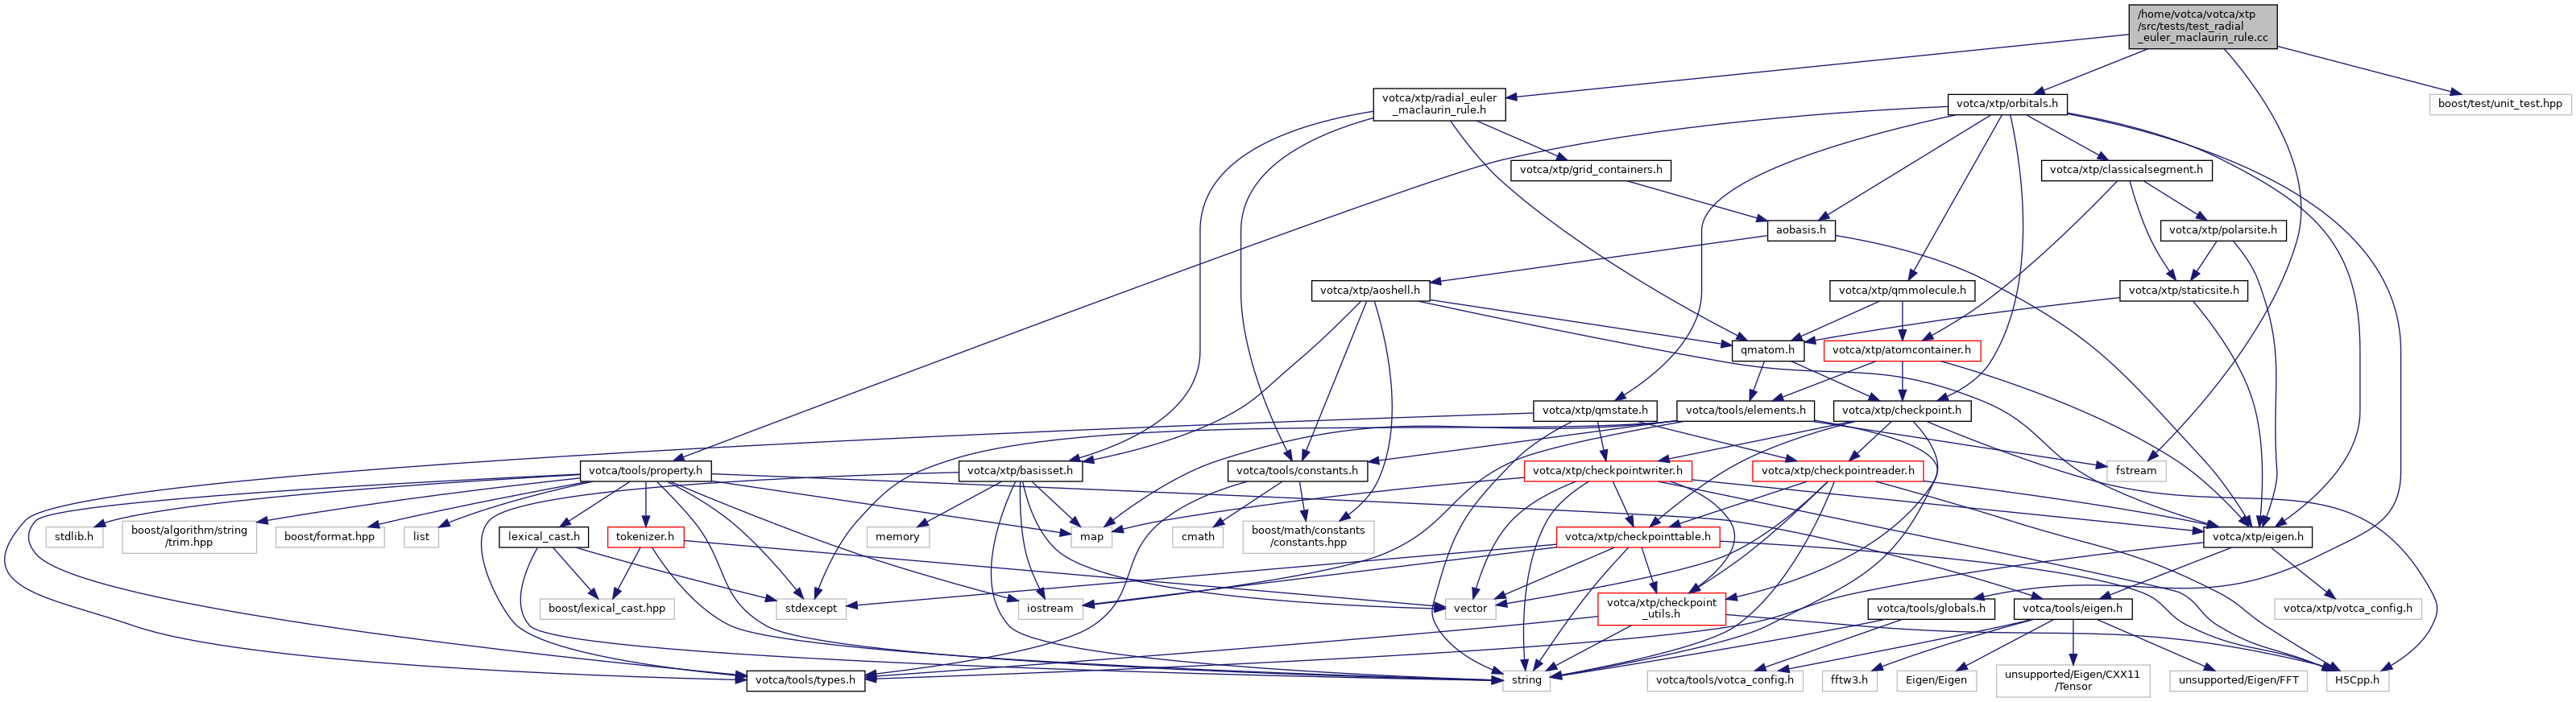 /home/votca/votca/xtp
/src/tests/test_radial
_euler_maclaurin_rule.cc
votca/xtp/radial_euler
_maclaurin_rule.h
votca/xtp/orbitals.h
boost/test/unit_test.hpp
votca/xtp/grid_containers.h
votca/xtp/classicalsegment.h
aobasis.h
votca/xtp/polarsite.h
votca/xtp/aoshell.h
votca/xtp/qmmolecule.h
votca/xtp/staticsite.h
qmatom.h
votca/xtp/atomcontainer.h
votca/xtp/qmstate.h
votca/tools/elements.h
votca/xtp/checkpoint.h
votca/tools/property.h
votca/xtp/basisset.h
votca/tools/constants.h
votca/xtp/checkpointwriter.h
votca/xtp/checkpointreader.h
fstream
stdlib.h
boost/algorithm/string
/trim.hpp
boost/format.hpp
list
lexical_cast.h
tokenizer.h
memory
map
cmath
boost/math/constants
/constants.hpp
votca/xtp/checkpointtable.h
votca/xtp/eigen.h
boost/lexical_cast.hpp
stdexcept
iostream
vector
votca/xtp/checkpoint
_utils.h
votca/tools/globals.h
votca/tools/eigen.h
votca/xtp/votca_config.h
votca/tools/types.h
string
votca/tools/votca_config.h
fftw3.h
Eigen/Eigen
unsupported/Eigen/CXX11
/Tensor
unsupported/Eigen/FFT
H5Cpp.h